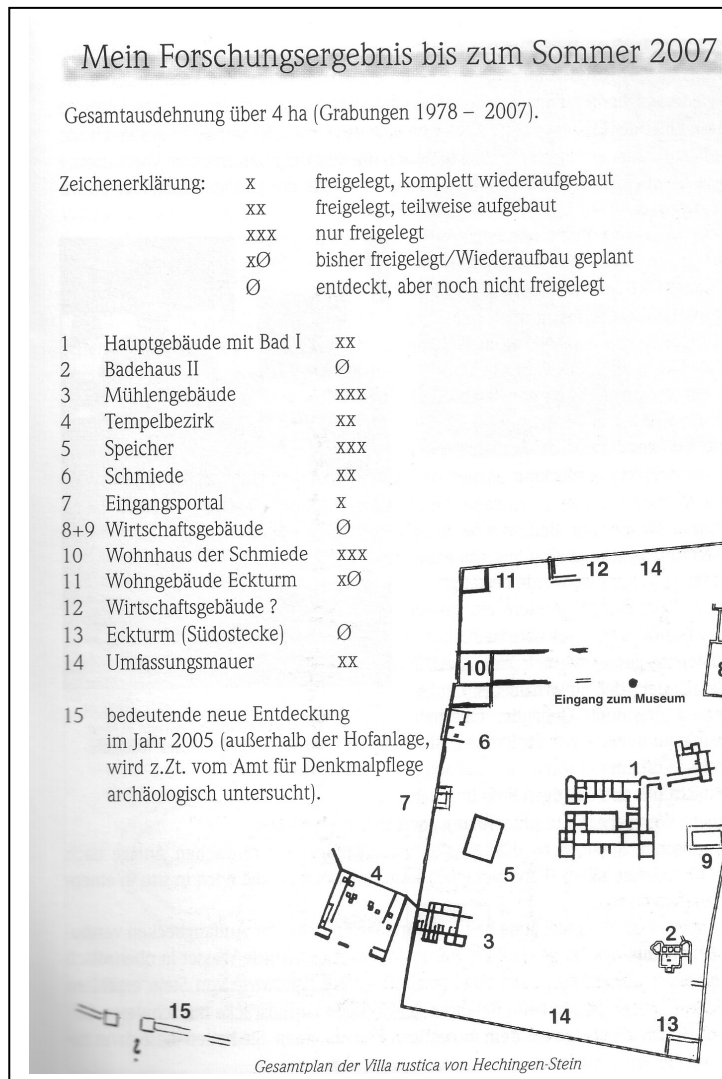 Mein Forschungsergebnis bis zum Sommer 2007
Gesamtausdehnung über 4 ha (Grabungen 1978 – 2007).
Zeichenerklärung: x freigelegt, komplett wiederaufgebaut
xx freigelegt, teilweise aufgebaut
xxx nur freigelegt
xØ bisher freigelegt/Wiederaufbau geplant
Ø entdeckt, aber noch nicht freigelegt
1 Hauptgebäude mit Bad I xx
2 Badehaus II Ø
3 Mühlengebäude xxx
4 Tempelbezirk xx
5 Speicher xxx
6 Schmiede xx
7 Eingangsportal x
8+9 Wirtschaftsgebäude Ø
10 Wohnhaus der Schmiede xxx
11 Wohngebäude Eckturm xØ
12 Wirtschaftsgebäude ?
13 Eckturm (Südostecke) Ø
14 Umfassungsmauer xx
15 bedeutende neue Entdeckung
im Jahr 2005 (außerhalb der Hofanlage,
wird z.Zt. vom Amt für Denkmalpflege
archäologisch untersucht).
11 12 14
10 8
Eingang zum Museum
6
1
7
9
5
4
3
2
15
?
14 13
Gesamtplan der Villa rustica von Hechingen-Stein